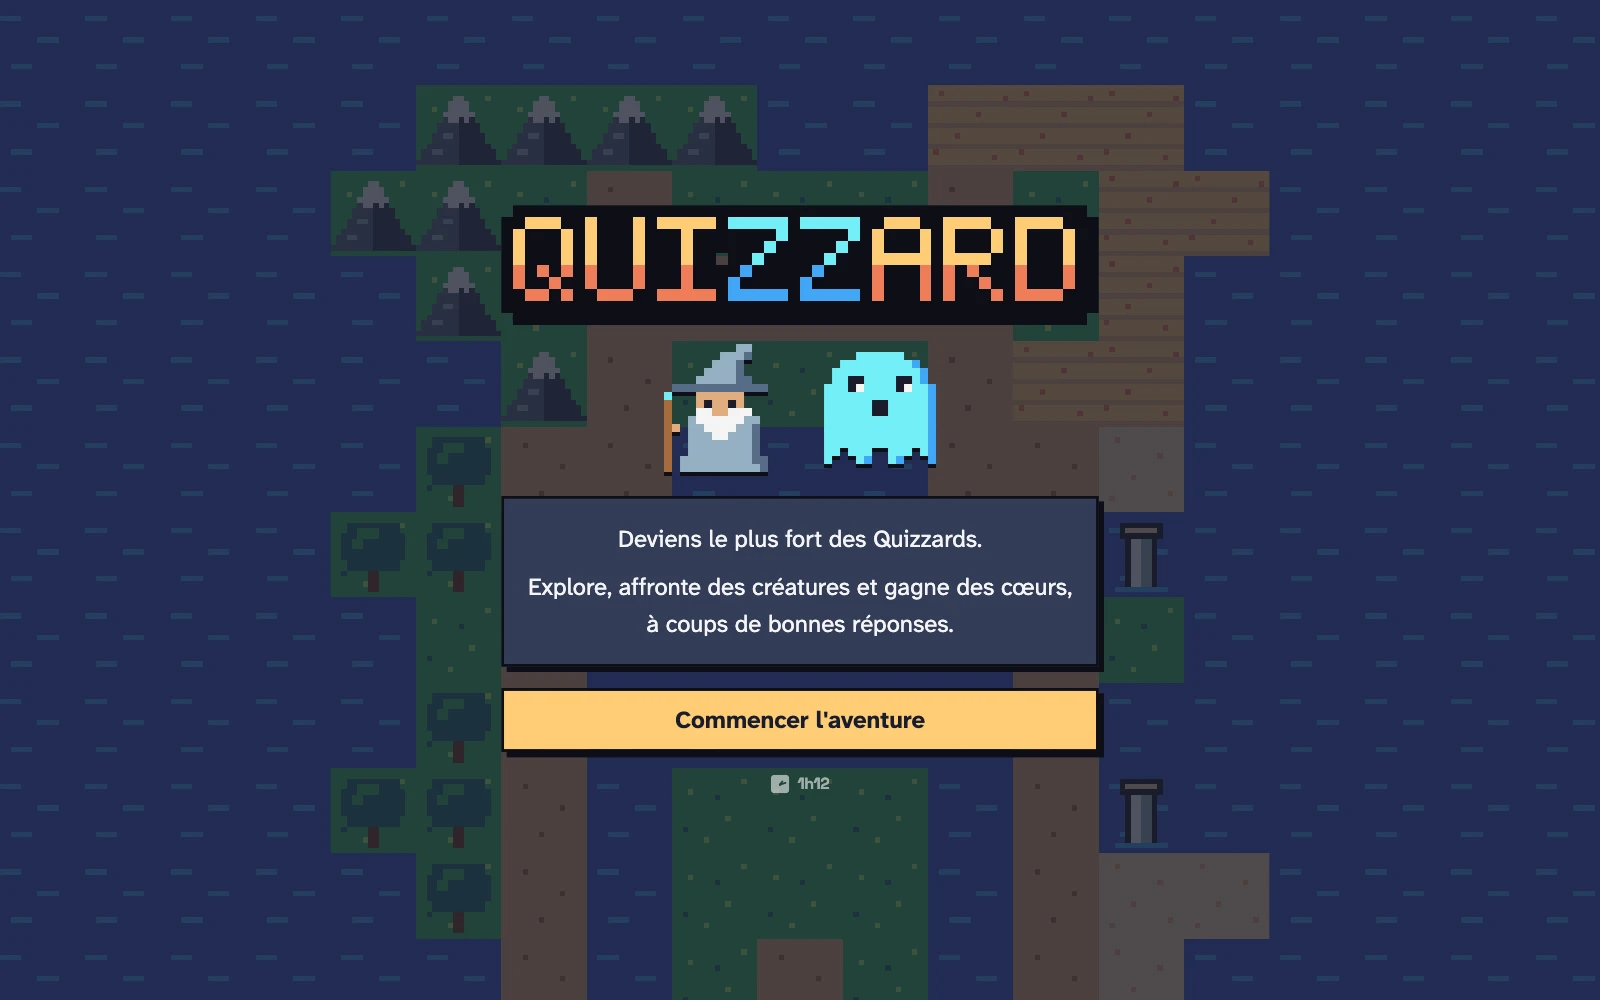 QUIZZARD
Deviens le plus fort des Quizzards.
Explore, affronte des créatures et gagne des cœurs,
à coups de bonnes réponses.
Commencer l'aventure
1h12